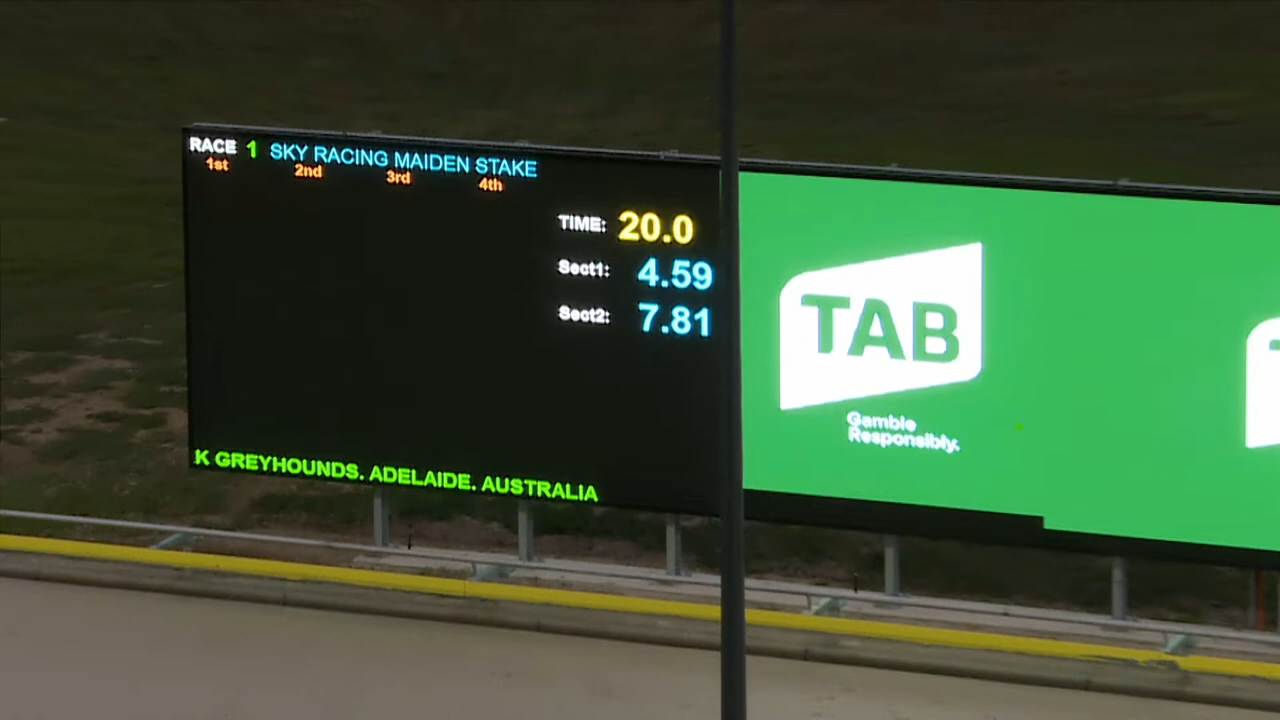 RACE 1 SKY RACING MAIDEN STAKE
1st 2nd 3rd 4th
TIME: 20.0
Sect1: 4.59
Sect2: 7.81
K GREYHOUNDS. ADELAIDE. AUSTRALIA
TAB
Gamble
Responsibly.